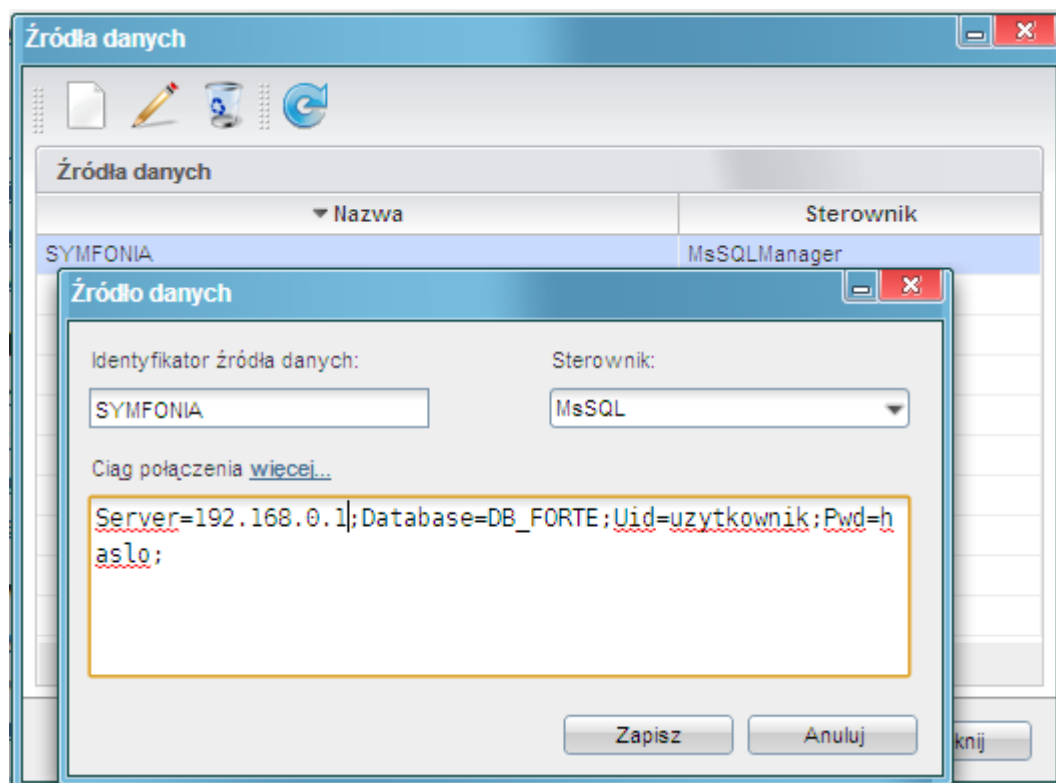 Źródła danych
Źródła danych
Nazwa Sterownik
SYMFONIA MsSQLManager
Źródło danych
Identyfikator źródła danych: Sterownik:
SYMFONIA MsSQL
Ciąg połączenia więcej...
Server=192.168.0.1;Database=DB_FORTE;Uid=uzytkownik;Pwd=h
aslo;
Zapisz Anuluj knij